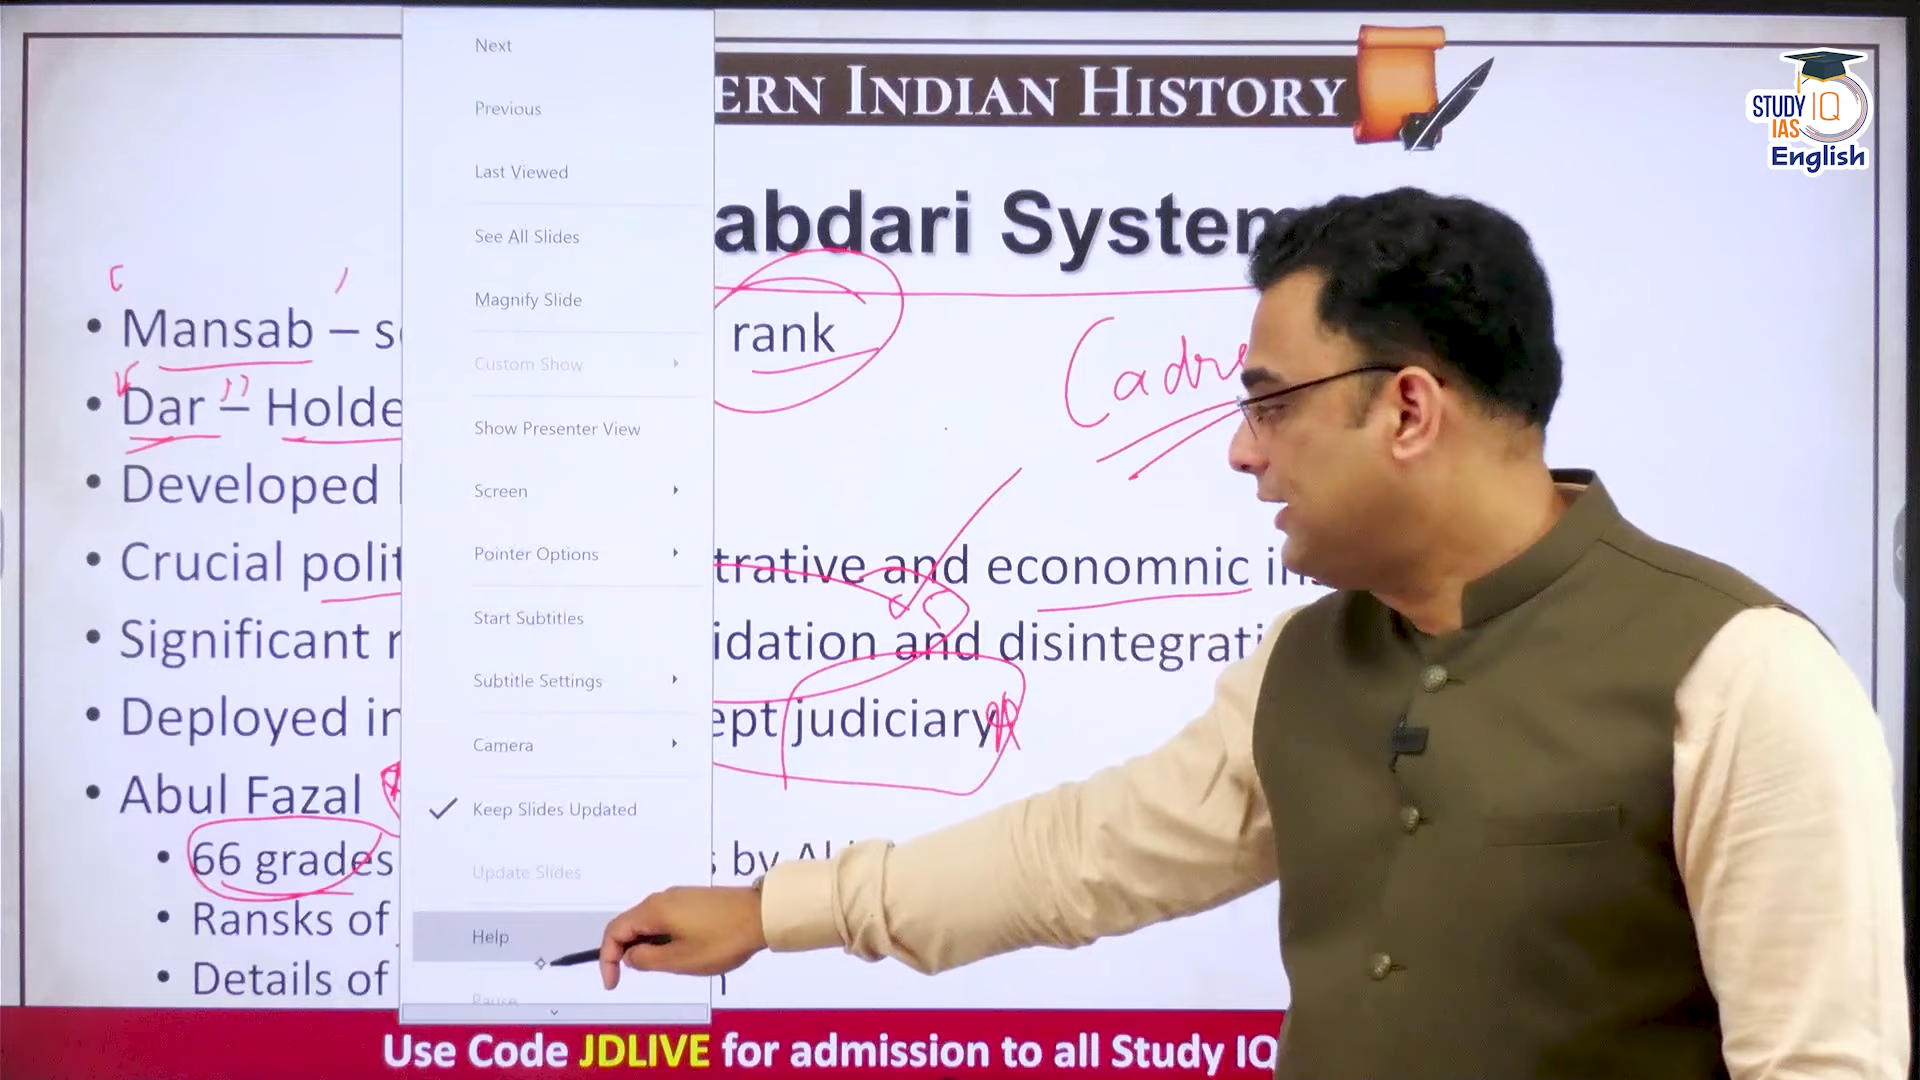 ERN INDIAN HISTORY
STUDY IQ
IAS
English
abdari System
Mansab –
rank
Dar – Holde
Developed
Crucial polit
trative and economnic
Significant
idation and disintegrati
Deployed in
ept judiciary
Abul Fazal
66 grades
by
Ransks of
Details of
Next
Previous
Last Viewed
See All Slides
Magnify Slide
Custom Show
Show Presenter View
Screen
Pointer Options
Start Subtitles
Subtitle Settings
Camera
Keep Slides Updated
Update Slides
Help
Pause
Use Code JDLIVE for admission to all Study IQ